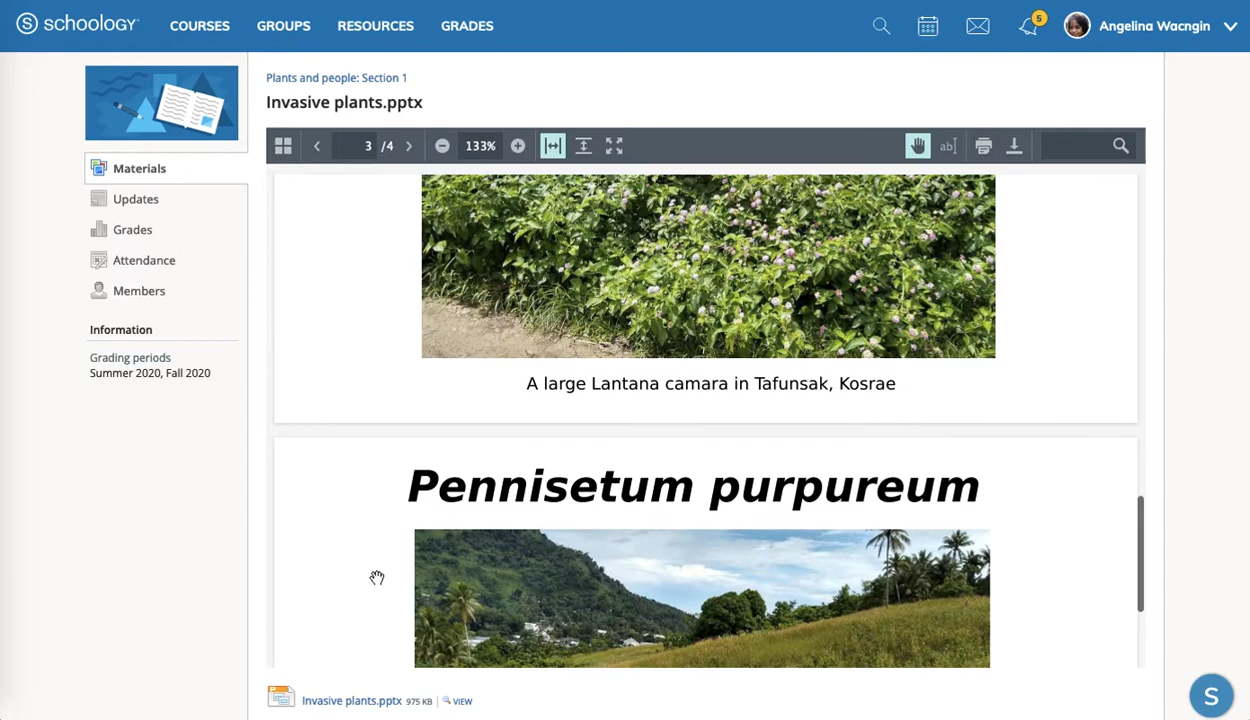 schoology®
COURSES
GROUPS
RESOURCES
GRADES
5
Angelina Wacngin
Plants and people: Section 1
Invasive plants.pptx
Materials
Updates
Grades
Attendance
Members
Information
Grading periods
Summer 2020, Fall 2020
3 /4
133%
ab
A large Lantana camara in Tafunsak, Kosrae
Pennisetum purpureum
Invasive plants.pptx 975 KB VIEW
S